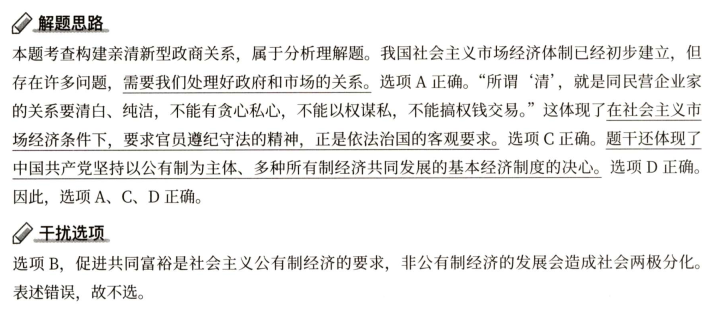 解题思路
本题考查构建亲清新型政商关系，属于分析理解题。我国社会主义市场经济体制已经初步建立，但
存在许多问题，需要我们处理好政府和市场的关系。选项 A 正确。“所谓‘清’，就是同民营企业家
的关系要清白、纯洁，不能有贪心私心，不能以权谋私，不能搞权钱交易。”这体现了在社会主义市
场经济条件下，要求官员遵纪守法的精神，正是依法治国的客观要求。选项 C 正确。题干还体现了
中国共产党坚持以公有制为主体、多种所有制经济共同发展的基本经济制度的决心。选项 D 正确。
因此，选项 A、C、D 正确。
干扰选项
选项 B，促进共同富裕是社会主义公有制经济的要求，非公有制经济的发展会造成社会两极分化。
表述错误，故不选。